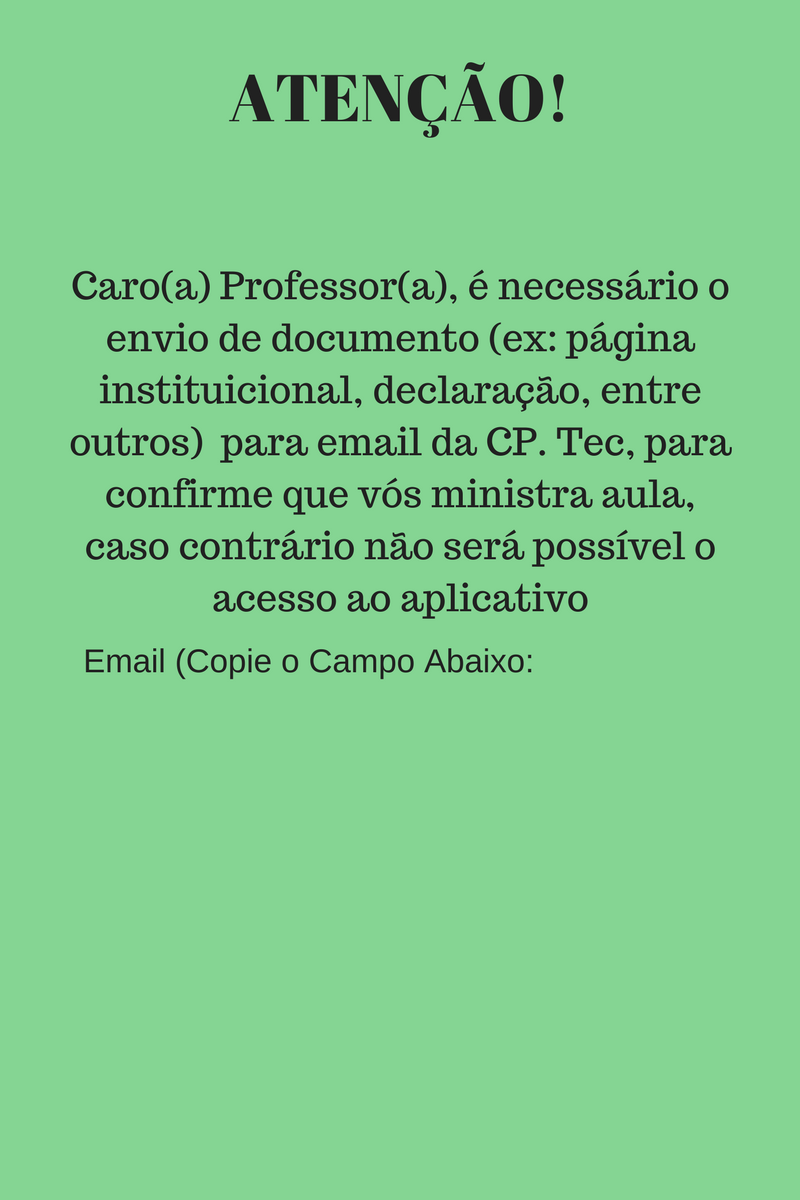 ATENÇÃO!
Caro(a) Professor(a), é necessário o
envio de documento (ex: página
instituicional, declaração, entre
outros)  para email da CP. Tec, para
confirme que vós ministra aula,
caso contrário não será possível o
acesso ao aplicativo
Email (Copie o Campo Abaixo: